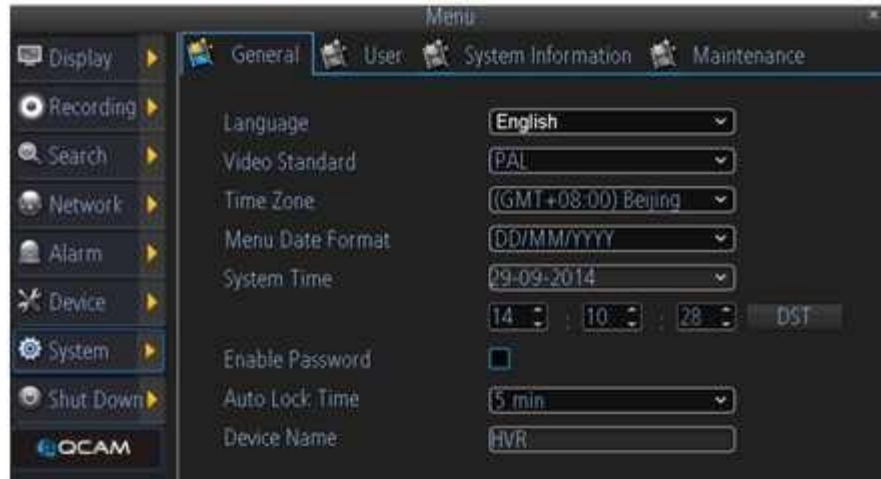 Menu
Display
Recording
Search
Network
Alarm
Device
System
Shut Down
QCAM
General User System Information Maintenance
Language English
Video Standard PAL
Time Zone (GMT+08:00) Beijing
Menu Date Format DD/MM/YYYY
System Time 29-09-2014
14 : 10 : 28 DST
Enable Password
Auto Lock Time 5 min
Device Name HVR